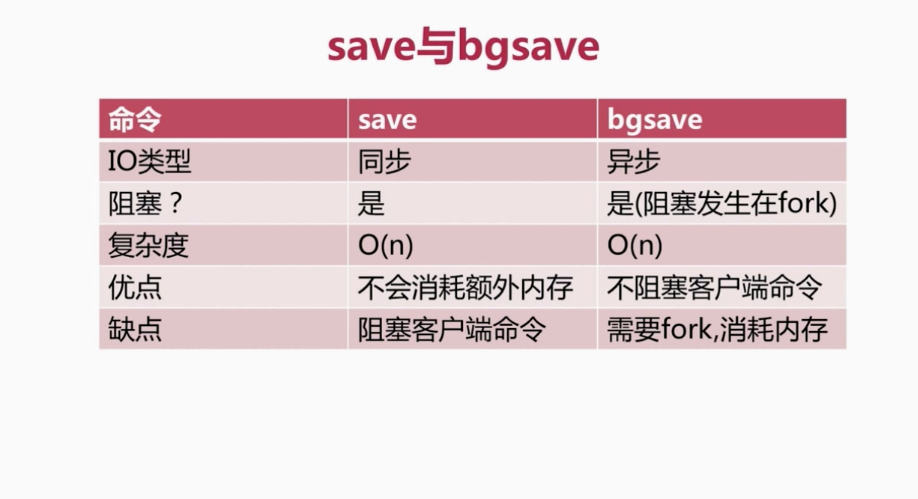 save与bgsave
命令 save bgsave
IO类型 同步 异步
阻塞？ 是 是(阻塞发生在fork)
复杂度 O(n) O(n)
优点 不会消耗额外内存 不阻塞客户端命令
缺点 阻塞客户端命令 需要fork,消耗内存